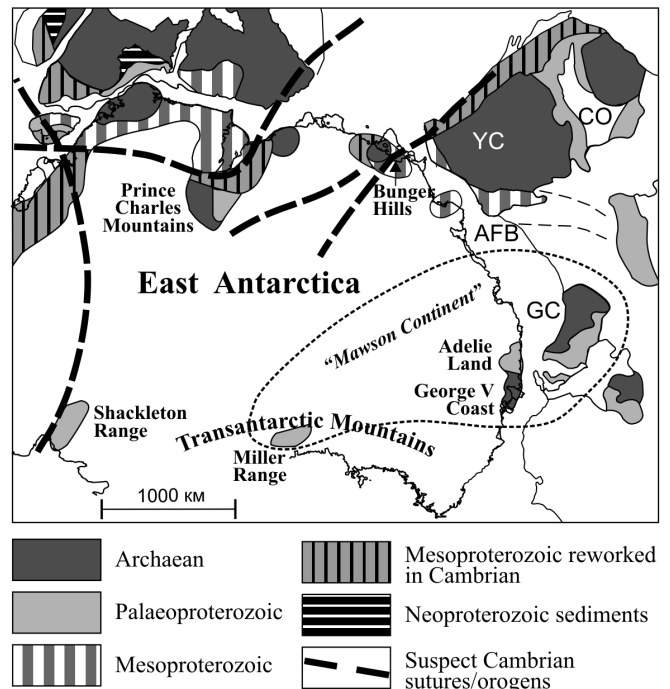 YC
CO
Prince
Charles
Mountains
Bunger
Hills
AFB
East Antarctica
GC
"Mawson Continent"
Adelie
Land
George V
Coast
Shackleton
Range
Transantarctic Mountains
Miller
Range
1000 км
Archaean
Palaeoproterozoic
Mesoproterozoic
Mesoproterozoic reworked
in Cambrian
Neoproterozoic sediments
Suspect Cambrian
sutures/orogens